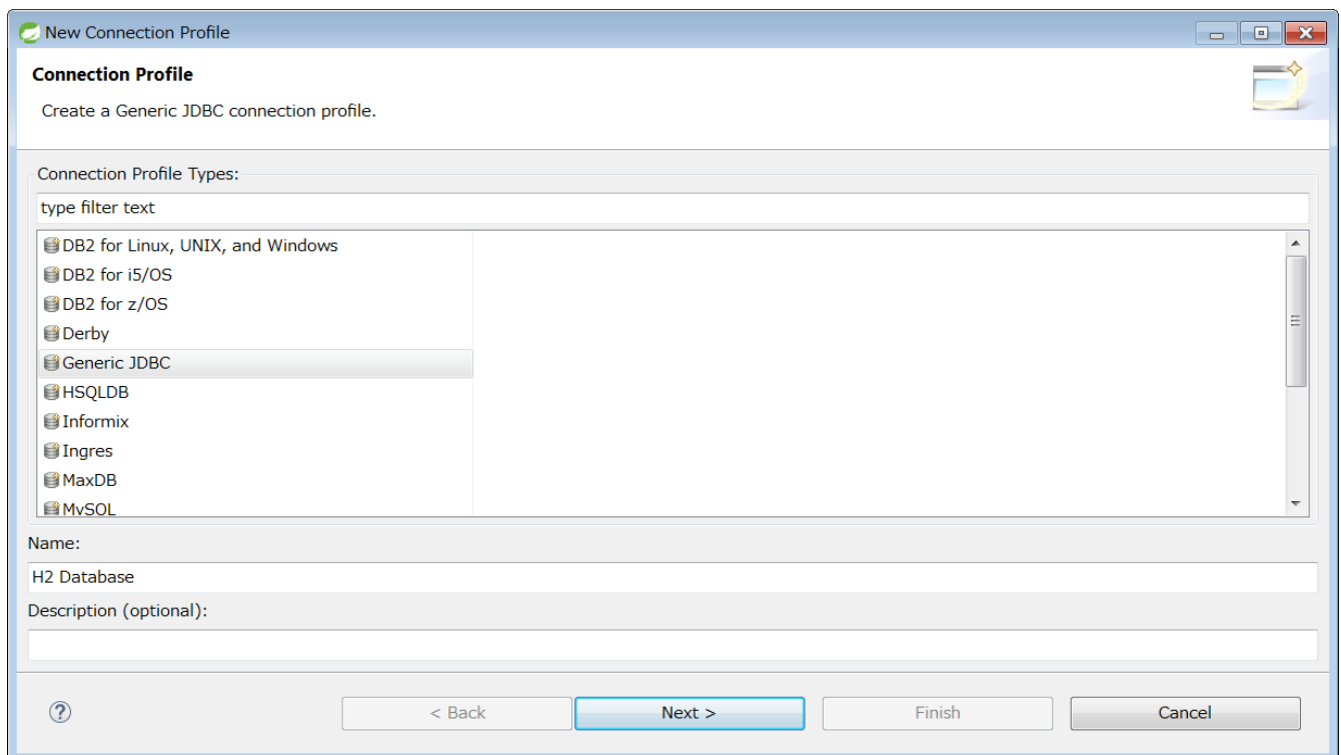 New Connection Profile
Connection Profile
Create a Generic JDBC connection profile.
Connection Profile Types:
type filter text
DB2 for Linux, UNIX, and Windows
DB2 for i5/OS
DB2 for z/OS
Derby
Generic JDBC
HSQLDB
Informix
Ingres
MaxDB
MySQL
Name:
H2 Database
Description (optional):
< Back Next > Finish Cancel